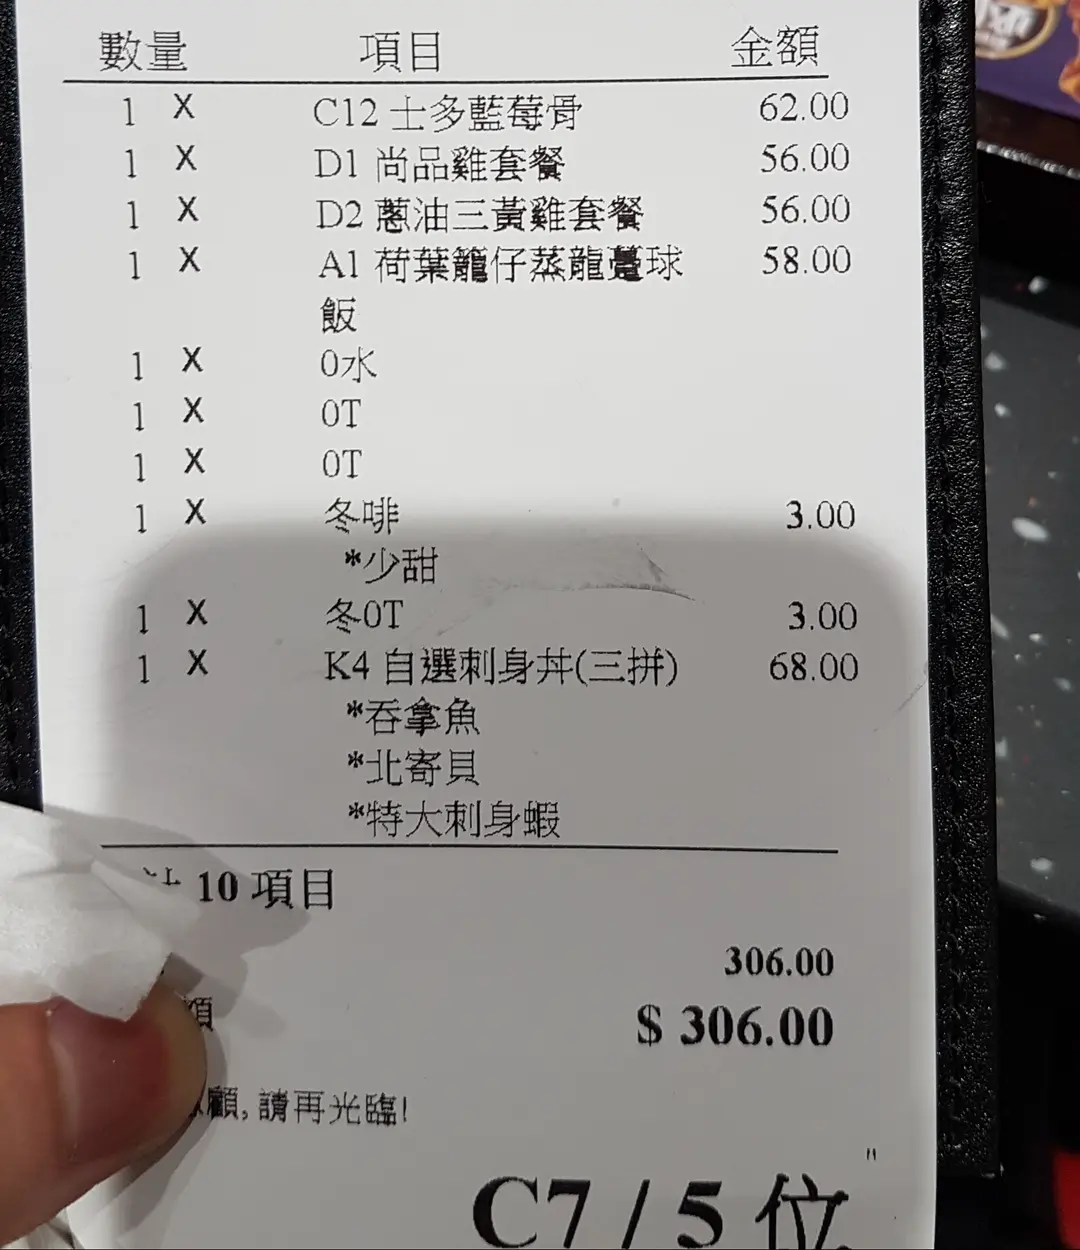 數量 項目 金額
1 X C12 士多藍莓骨 62.00
1 X D1 尚品雞套餐 56.00
1 X D2 蔥油三黃雞套餐 56.00
1 X A1 荷葉籠仔蒸龍躉球 58.00
飯
1 X 0水
1 X 0T
1 X 0T
1 X 冬啡 3.00
*少甜
1 X 冬0T 3.00
1 X K4 自選刺身丼(三拼) 68.00
*吞拿魚
*北寄貝
*特大刺身蝦
10 項目
306.00
額 $ 306.00
顧,請再光臨!
C7 / 5 位